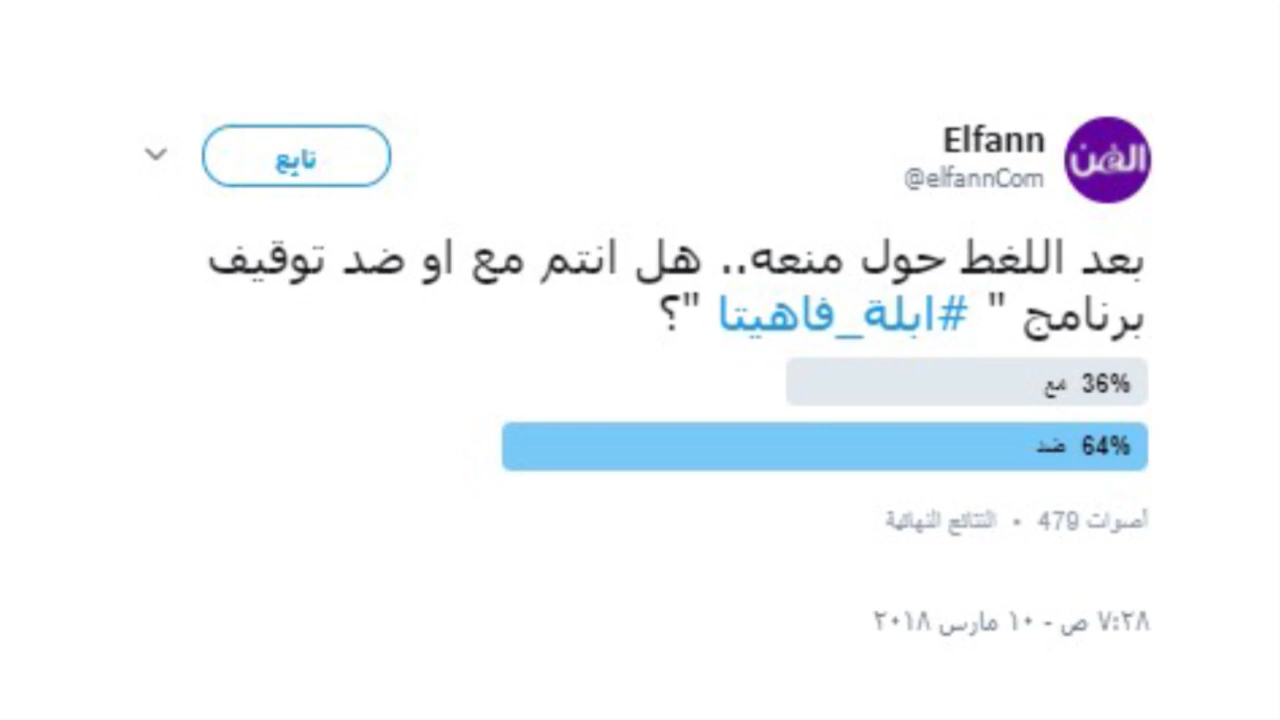 Elfann
الفن
@elfannCom
تابع
بعد اللغط حول منعه.. هل انتم مع او ضد توقيف
برنامج " #ابلة_فاهيتا "؟
36% مع
64% ضد
479 أصوات • النتائج النهائية
٧:٢٨ ص - ١٠ مارس ٢٠١٨